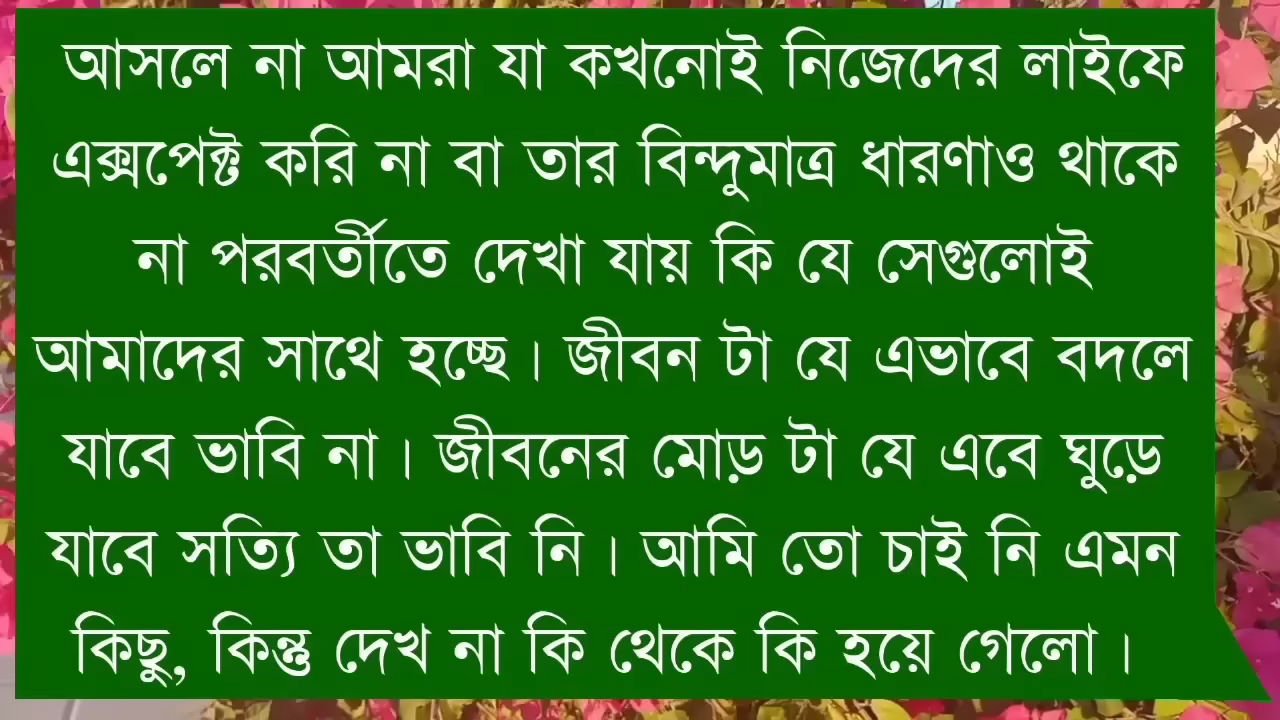 আসলে না আমরা যা কখনোই নিজেদের লাইফে
এক্সপেক্ট করি না বা তার বিন্দুমাত্র ধারণাও থাকে
না পরবর্তীতে দেখা যায় কি যে সেগুলোই
আমাদের সাথে হচ্ছে। জীবন টা যে এভাবে বদলে
যাবে ভাবি না। জীবনের মোড় টা যে এবে ঘুড়ে
যাবে সত্যি তা ভাবি নি। আমি তো চাই নি এমন
কিছু, কিন্তু দেখ না কি থেকে কি হয়ে গেলো।